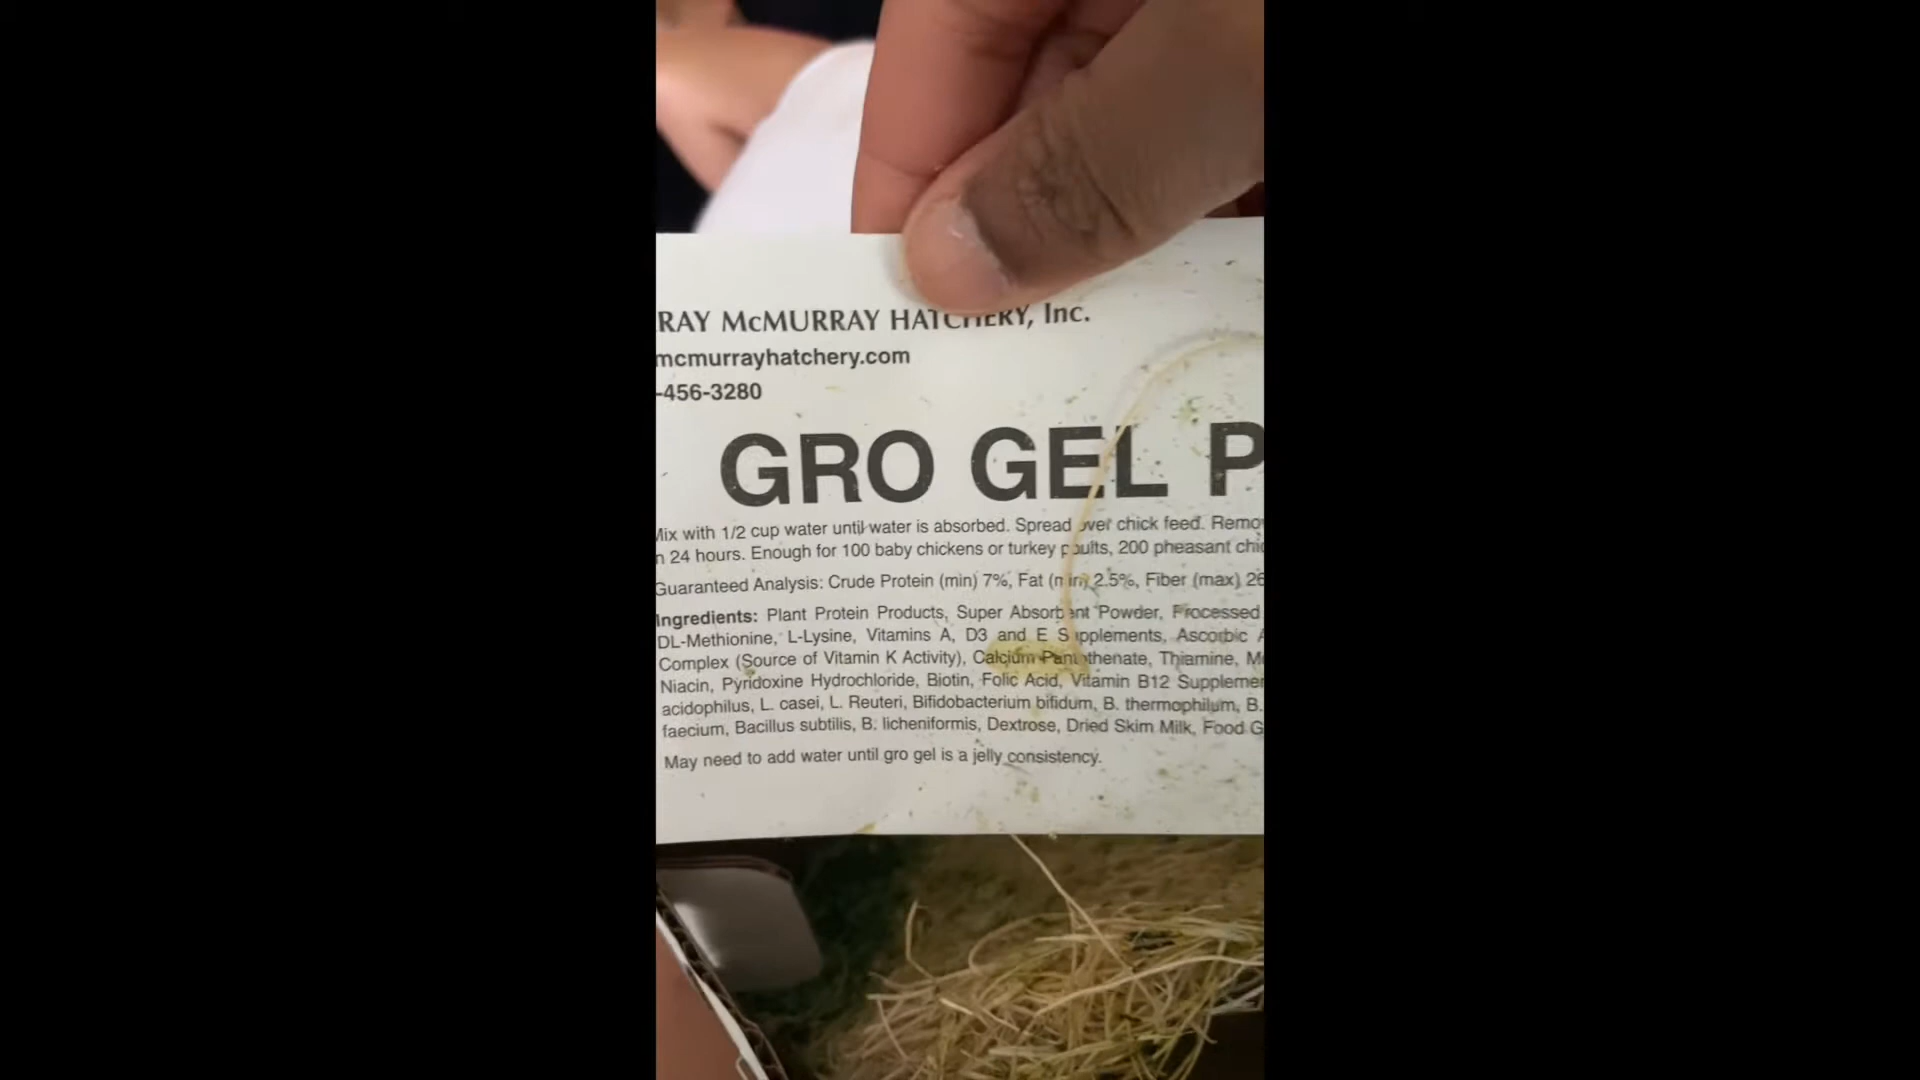 RAY McMURRAY HATCHERY, Inc.
mcmurrayhatchery.com
-456-3280
GRO GEL P
Mix with 1/2 cup water until water is absorbed. Spread over chick feed. Remo
n 24 hours. Enough for 100 baby chickens or turkey poults, 200 pheasant chi
Guaranteed Analysis: Crude Protein (min) 7%, Fat (min) 2.5%, Fiber (max) 26
Ingredients: Plant Protein Products, Super Absorbent Powder, Processed
DL-Methionine, L-Lysine, Vitamins A, D3 and E Supplements, Ascorbic A
Complex (Source of Vitamin K Activity), Calcium Pantothenate, Thiamine, M
Niacin, Pyridoxine Hydrochloride, Biotin, Folic Acid, Vitamin B12 Supplemen
acidophilus, L. casei, L. Reuteri, Bifidobacterium bifidum, B. thermophilum, B.
faecium, Bacillus subtilis, B. licheniformis, Dextrose, Dried Skim Milk, Food G
May need to add water until gro gel is a jelly consistency.